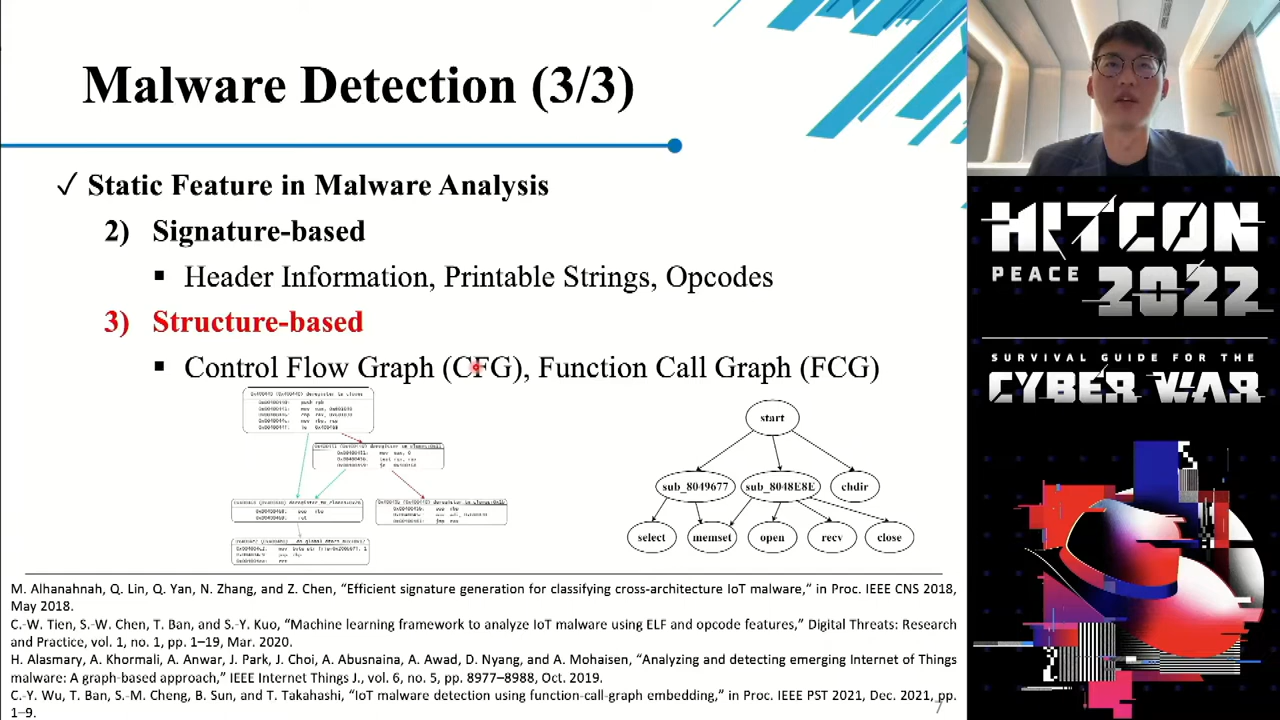 Malware Detection (3/3)
✓ Static Feature in Malware Analysis
2) Signature-based
▪ Header Information, Printable Strings, Opcodes
3) Structure-based
▪ Control Flow Graph (CFG), Function Call Graph (FCG)
start
sub_8049677 sub_8048E8E chdir
select memset open recv close
M. Alhanahnah, Q. Lin, Q. Yan, N. Zhang, and Z. Chen, “Efficient signature generation for classifying cross-architecture IoT malware,” in Proc. IEEE CNS 2018,
May 2018.
C.-W. Tien, S.-W. Chen, T. Ban, and S.-Y. Kuo, “Machine learning framework to analyze IoT malware using ELF and opcode features,” Digital Threats: Research
and Practice, vol. 1, no. 1, pp. 1–19, Mar. 2020.
H. Alasmary, A. Khormali, A. Anwar, J. Park, J. Choi, A. Abusnaina, A. Awad, D. Nyang, and A. Mohaisen, “Analyzing and detecting emerging Internet of Things
malware: A graph-based approach,” IEEE Internet Things J., vol. 6, no. 5, pp. 8977–8988, Oct. 2019.
C.-Y. Wu, T. Ban, S.-M. Cheng, B. Sun, and T. Takahashi, “IoT malware detection using function-call-graph embedding,” in Proc. IEEE PST 2021, Dec. 2021, pp.
1–9.
7
HITCON
PEACE 2022
SURVIVAL GUIDE FOR THE
CYBER WAR